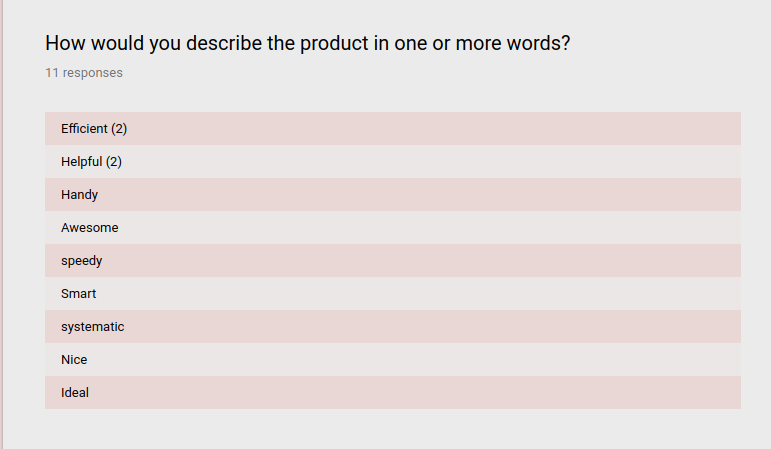 How would you describe the product in one or more words?
11 responses
Efficient (2)
Helpful (2)
Handy
Awesome
speedy
Smart
systematic
Nice
Ideal